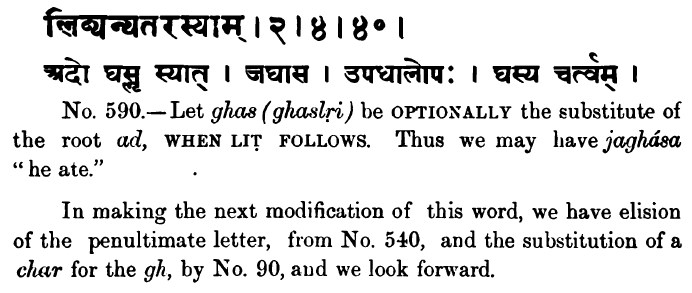 लिट्यन्यतरस्याम् । २ । ४ । ४० ।
अदो घस्लृ स्यात् । जघास । उपधालोपः । घस्य चर्त्वम् ।
No. 590.—Let ghas (ghaslṛi) be OPTIONALLY the substitute of
the root ad, WHEN LIṬ FOLLOWS. Thus we may have jaghása
“he ate.”
In making the next modification of this word, we have elision
of the penultimate letter, from No. 540, and the substitution of a
char for the gh, by No. 90, and we look forward.